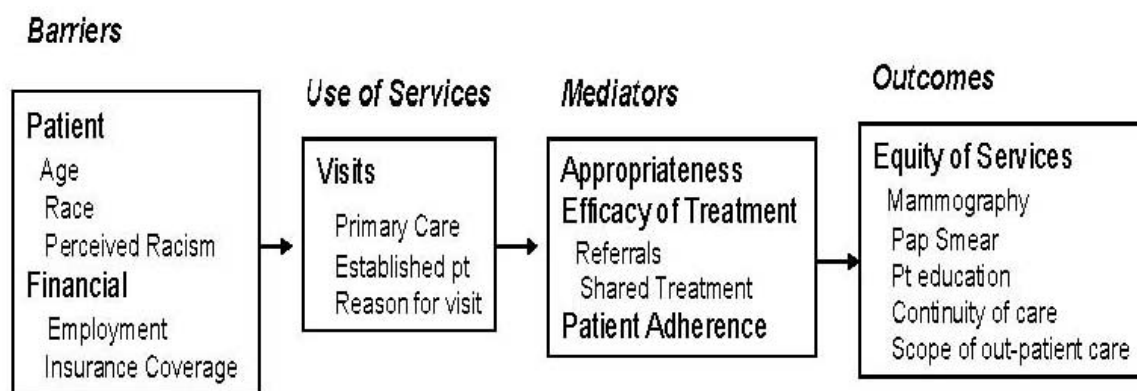 Barriers
Patient
Age
Race
Perceived Racism
Financial
Employment
Insurance Coverage
Use of Services
Visits
Primary Care
Established pt
Reason for visit
Mediators
Appropriateness
Efficacy of Treatment
Referrals
Shared Treatment
Patient Adherence
Outcomes
Equity of Services
Mammography
Pap Smear
Pt education
Continuity of care
Scope of out-patient care